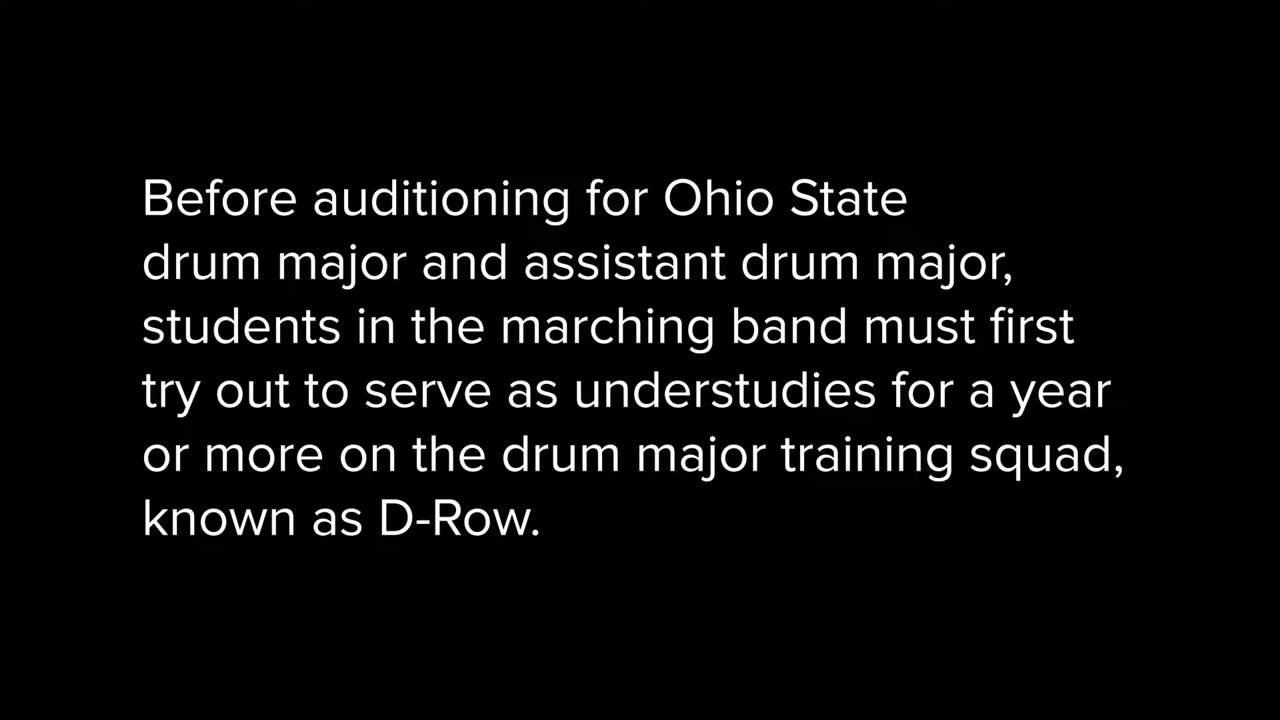 Before auditioning for Ohio State
drum major and assistant drum major,
students in the marching band must first
try out to serve as understudies for a year
or more on the drum major training squad,
known as D-Row.